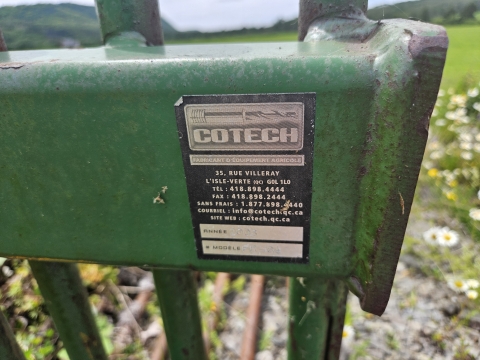 COTECH
FABRICANT D'ÉQUIPEMENT AGRICOLE
35, RUE VILLERAY
L'ISLE-VERTE (QC) G0L 1L0
TÉL : 418.898.4444
FAX : 418.898.2444
SANS FRAIS : 1.877.898.4440
COURRIEL : info@cotech.qc.ca
SITE WEB : cotech.qc.ca
ANNÉE
# MODÈLE